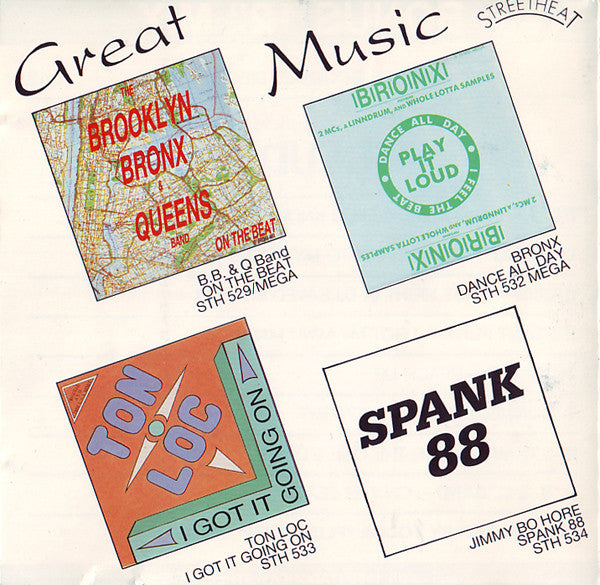 Great Music
STREETHEAT
THE
BROOKLYN
BRONX
&
QUEENS
BAND
ON THE BEAT
B.B. & Q Band
ON THE BEAT
STH 529/MEGA
|B|R|O|N|X|
2 MCs, A LINNDRUM, AND WHOLE LOTTA SAMPLES
• DANCE ALL DAY • I FEEL THE BEAT
PLAY
IT
LOUD
2 MCs, A LINNDRUM, AND WHOLE LOTTA SAMPLES
|B|R|O|N|X|
BRONX
DANCE ALL DAY
STH 532 MEGA
TON
LOC
I GOT IT GOING ON
TON LOC
I GOT IT GOING ON
STH 533
SPANK
88
JIMMY BO HORE
SPANK 88
STH 534